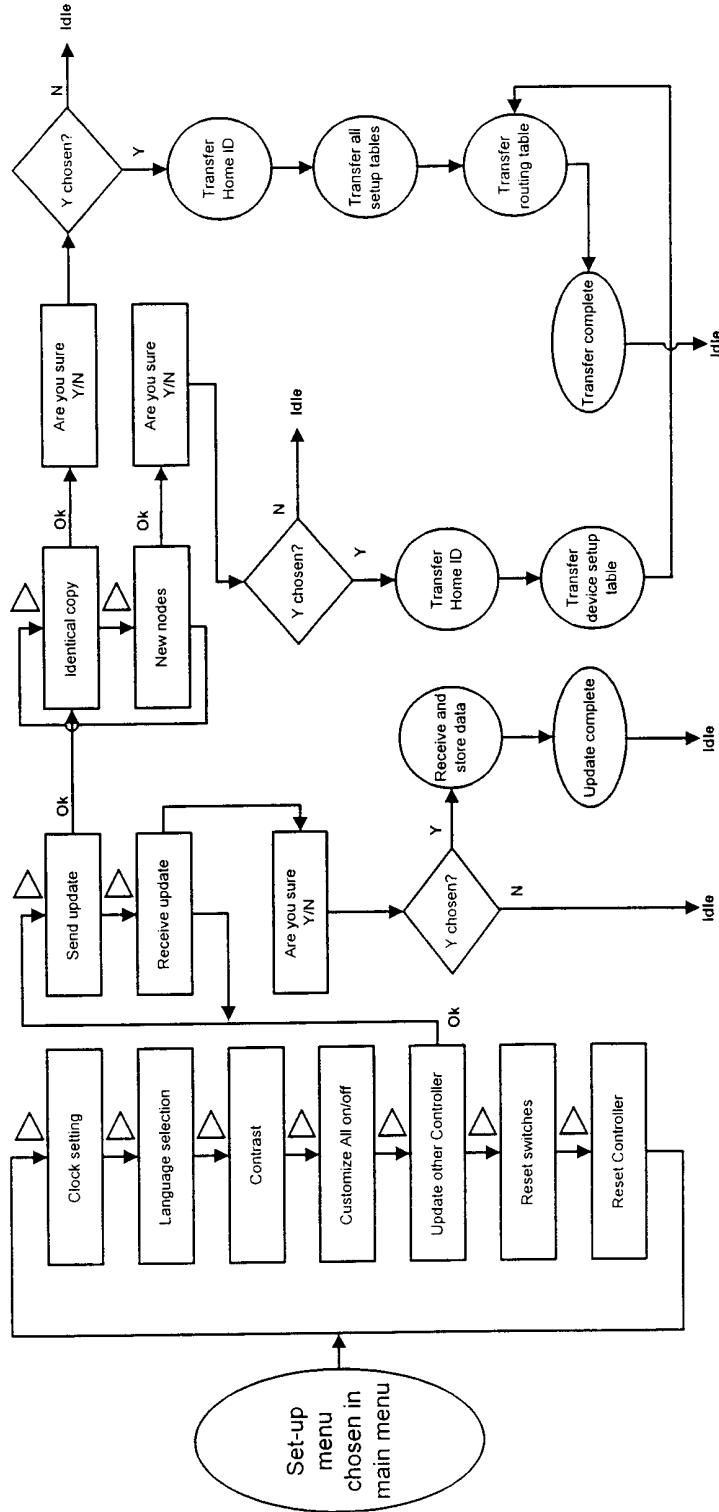 Set-up
menu
chosen in
main menu
Clock setting
Language selection
Contrast
Customize All on/off
Update other Controller
Reset switches
Reset Controller
Ok
Send update
Receive update
Are you sure
Y/N
Y chosen?
Y
N
Idle
Receive and
store data
Update complete
Idle
Ok
Identical copy
New nodes
Ok
Ok
Are you sure
Y/N
Are you sure
Y/N
Y chosen?
N
Idle
Y
Transfer
Home ID
Transfer
device setup
table
Y chosen?
N
Idle
Y
Transfer
Home ID
Transfer all
setup tables
Transfer
routing table
Transfer complete
Idle